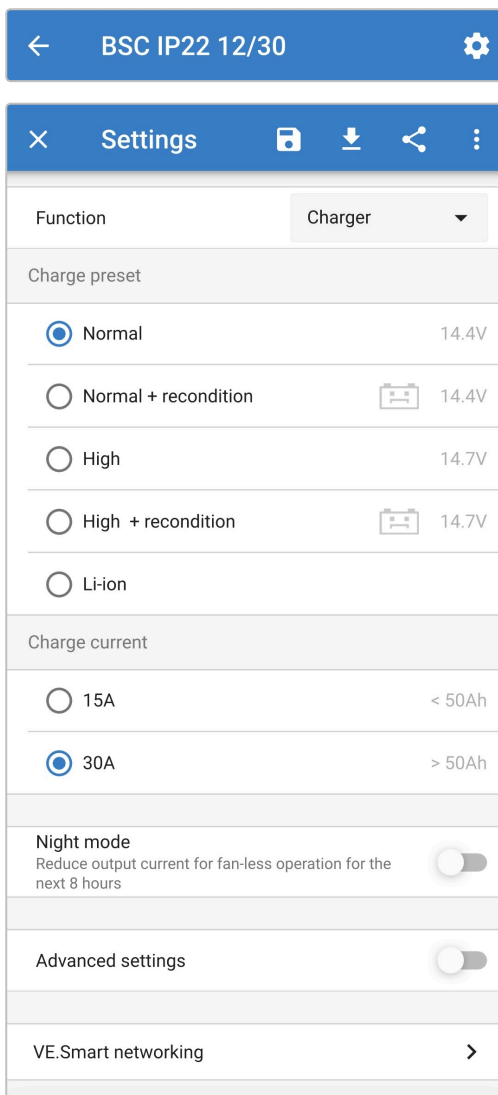 BSC IP22 12/30
Settings
Function Charger
Charge preset
Normal 14.4V
Normal + recondition 14.4V
High 14.7V
High + recondition 14.7V
Li-ion
Charge current
15A < 50Ah
30A > 50Ah
Night mode
Reduce output current for fan-less operation for the
next 8 hours
Advanced settings
VE.Smart networking